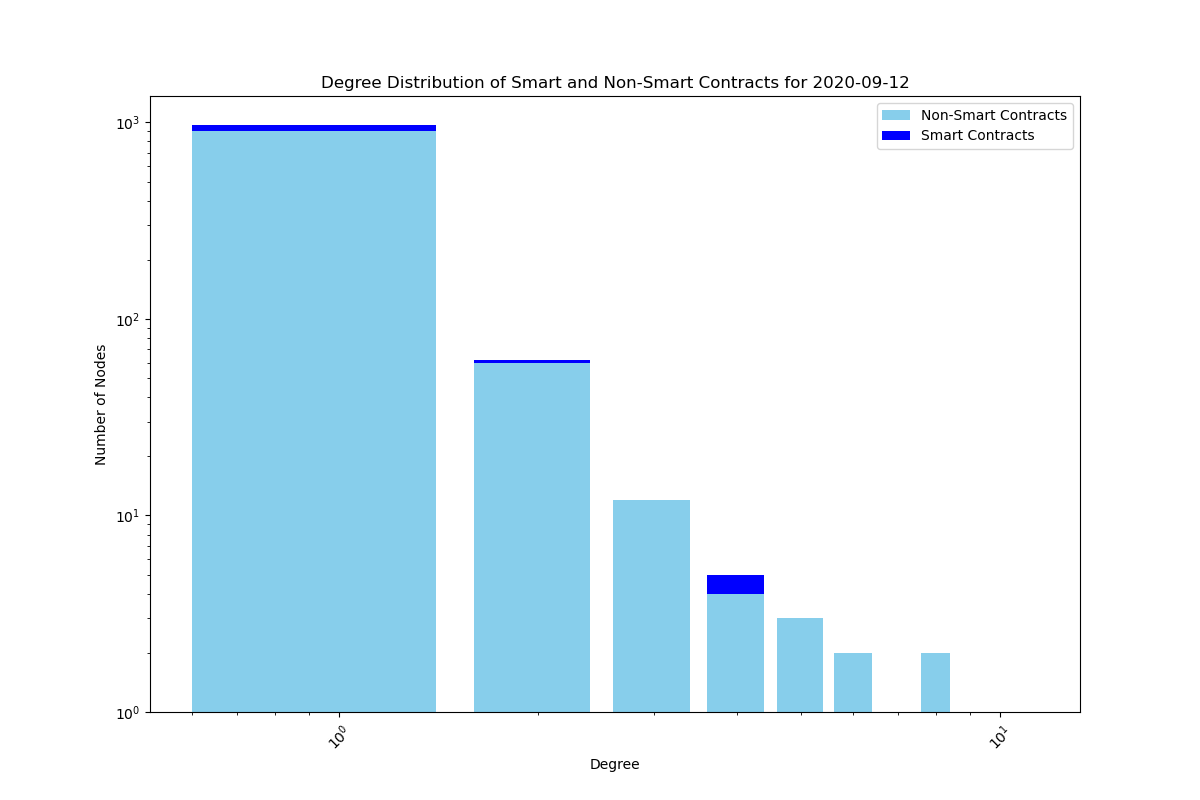 Degree Distribution of Smart and Non-Smart Contracts for 2020-09-12
Non-Smart Contracts
Smart Contracts
Number of Nodes
10³
10²
10¹
10⁰
10⁰
10¹
Degree